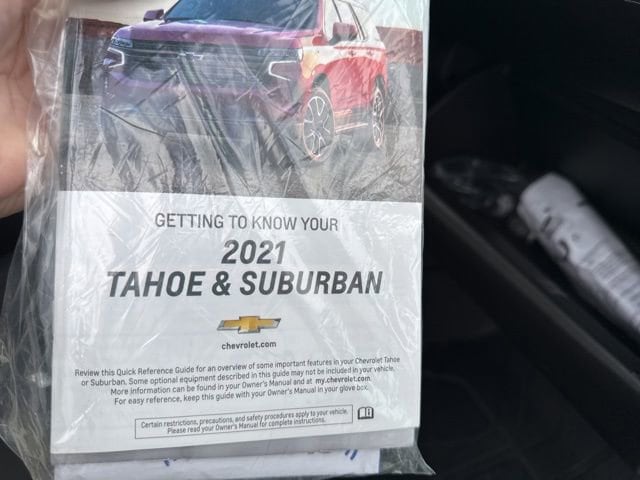 GETTING TO KNOW YOUR
2021
TAHOE & SUBURBAN
chevrolet.com
Review this Quick Reference Guide for an overview of some important features in your Chevrolet Tahoe
or Suburban. Some optional equipment described in this guide may not be included in your vehicle.
More information can be found in your Owner's Manual and at my.chevrolet.com.
For easy reference, keep this guide with your Owner's Manual in your glove box.
Certain restrictions, precautions, and safety procedures apply to your vehicle.
Please read your Owner's Manual for complete instructions.